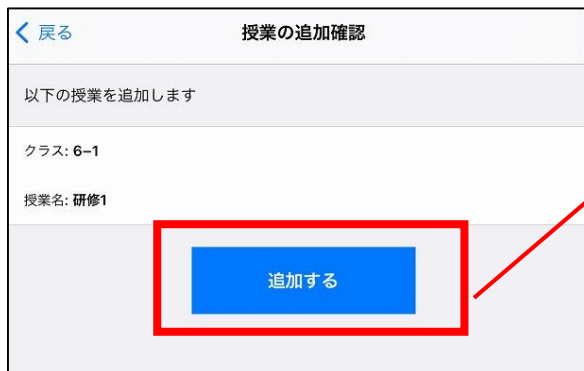 戻る
授業の追加確認
以下の授業を追加します
クラス: 6−1
授業名: 研修1
追加する